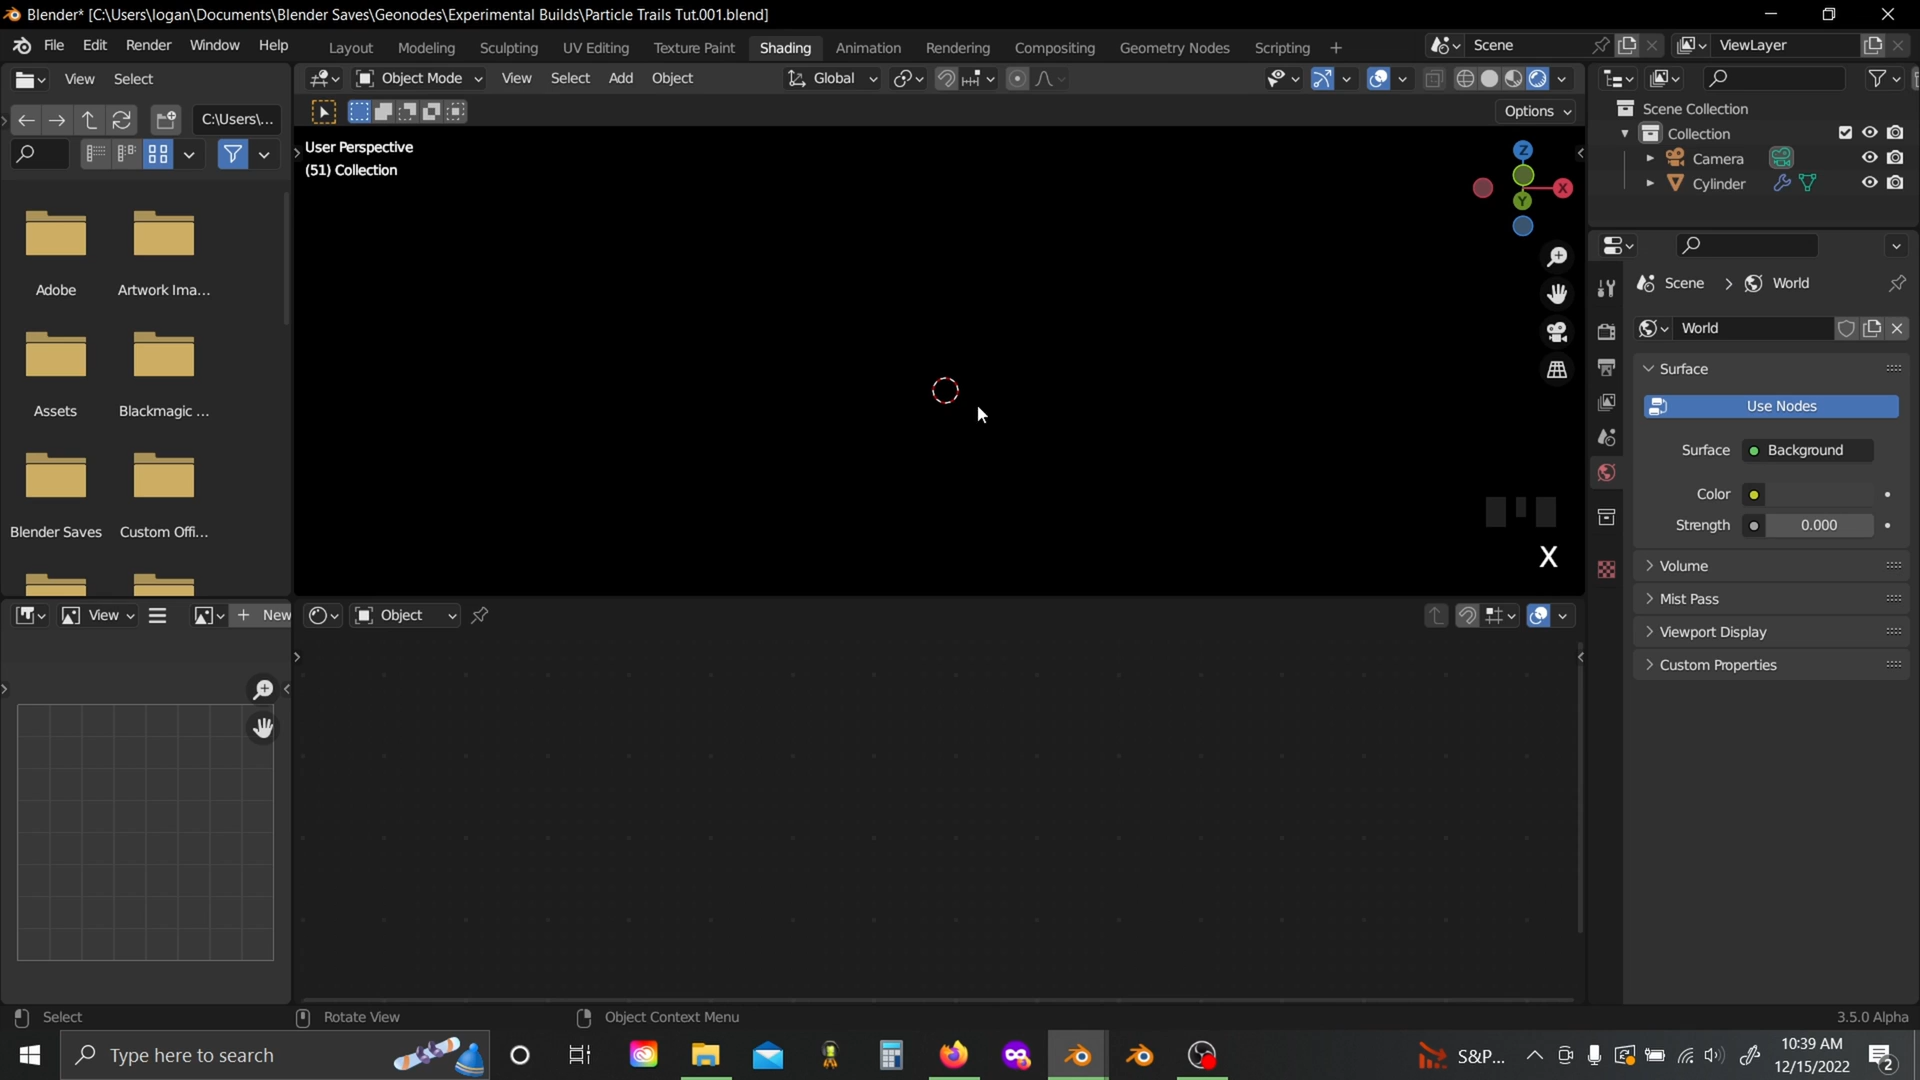 Blender* [C:\Users\logan\Documents\Blender Saves\Geonodes\Experimental Builds\Particle Trails Tut.001.blend]
File Edit Render Window Help
Layout Modeling Sculpting UV Editing Texture Paint Shading Animation Rendering Compositing Geometry Nodes Scripting +
Scene
ViewLayer
View Select
Object Mode View Select Add Object
Global
C:\Users\...
Options
User Perspective
(51) Collection
Z
X
Y
Scene Collection
Collection
Camera
Cylinder
Scene > World
World
Surface
Use Nodes
Surface Background
Color
Strength 0.000
Volume
Mist Pass
Viewport Display
Custom Properties
Adobe Artwork Ima...
Assets Blackmagic ...
Blender Saves Custom Offi...
X
View
+ New
Object
Select
Rotate View
Object Context Menu
3.5.0 Alpha
Type here to search
S&P...
10:39 AM
12/15/2022
2